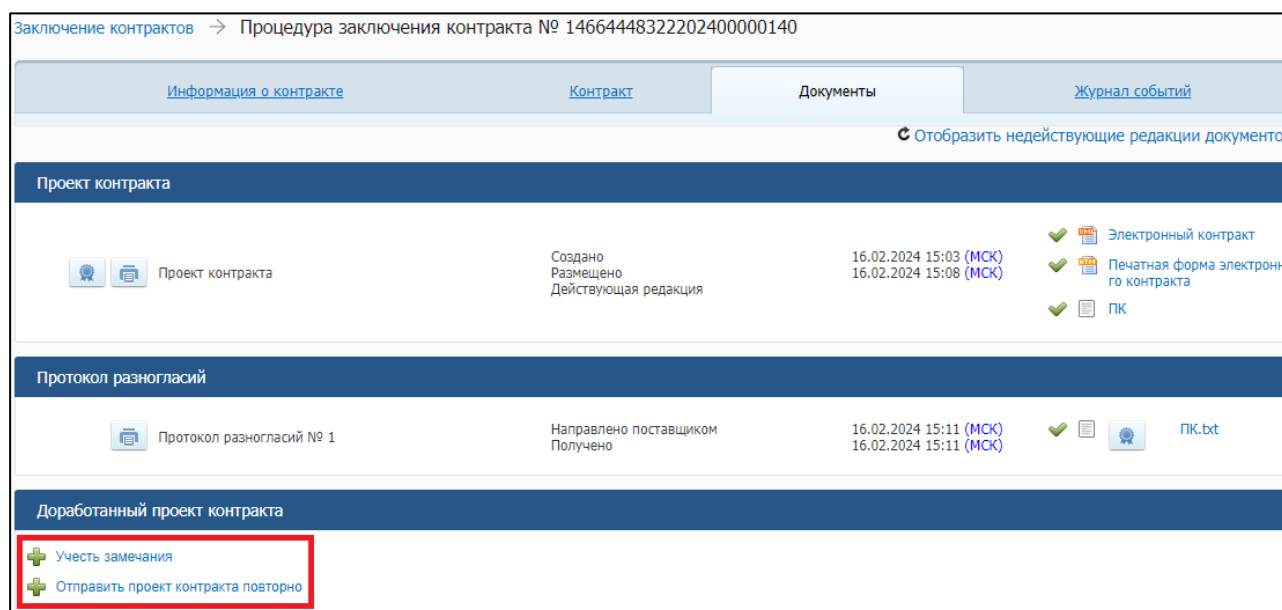 Заключение контрактов → Процедура заключения контракта № 14664448322202400000140
Информация о контракте Контракт Документы Журнал событий
Отобразить недействующие редакции документо
Проект контракта
Проект контракта
Создано
Размещено
Действующая редакция
16.02.2024 15:03 (МСК)
16.02.2024 15:08 (МСК)
Электронный контракт
Печатная форма электронн
го контракта
ПК
Протокол разногласий
Протокол разногласий № 1
Направлено поставщиком
Получено
16.02.2024 15:11 (МСК)
16.02.2024 15:11 (МСК)
ПК.txt
Доработанный проект контракта
Учесть замечания
Отправить проект контракта повторно